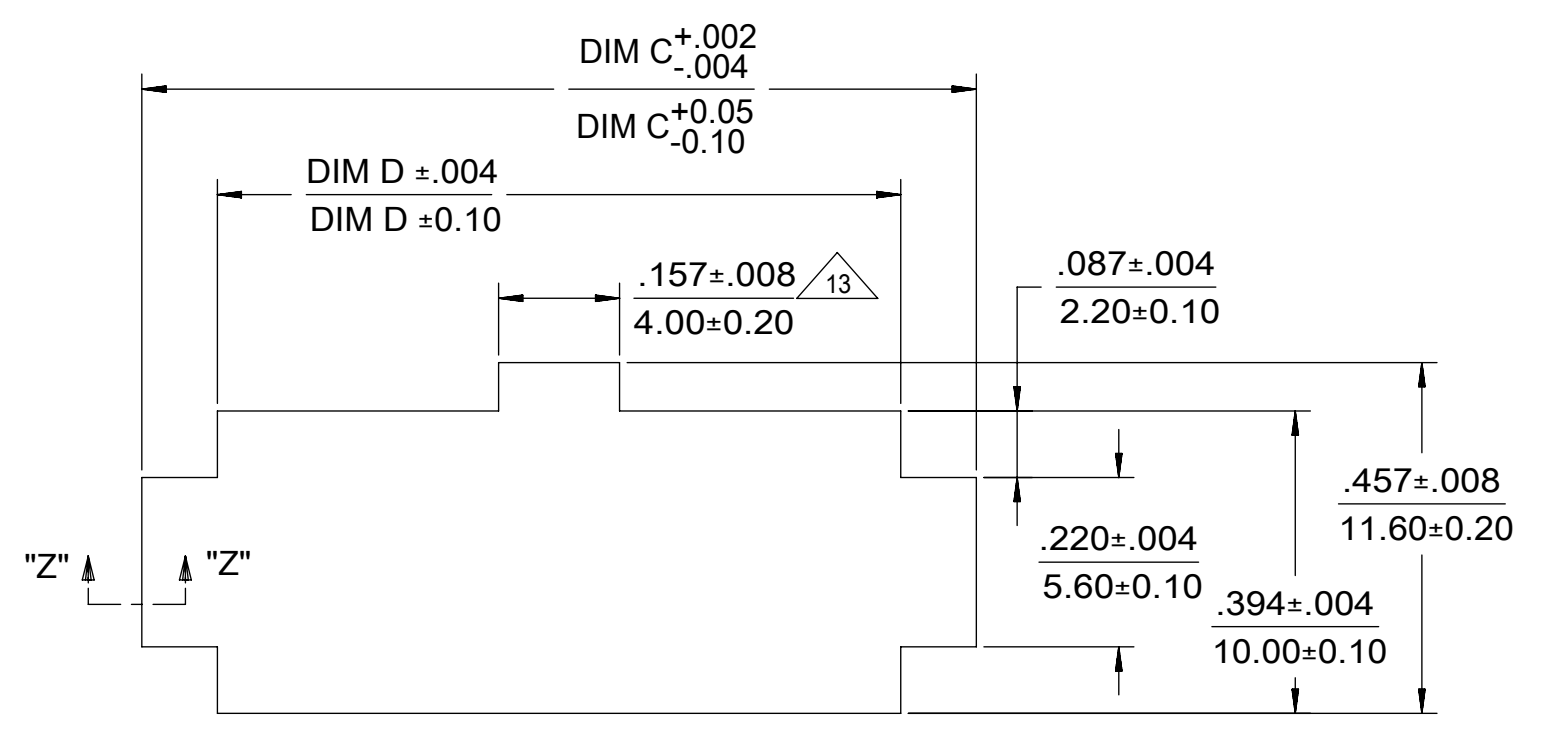 DIM C +.002
-.004
DIM C +0.05
-0.10
DIM D ±.004
DIM D ±0.10
.157±.008
13
4.00±0.20
.087±.004
2.20±0.10
.457±.008
11.60±0.20
.220±.004
5.60±0.10
.394±.004
10.00±0.10
"Z" "Z"